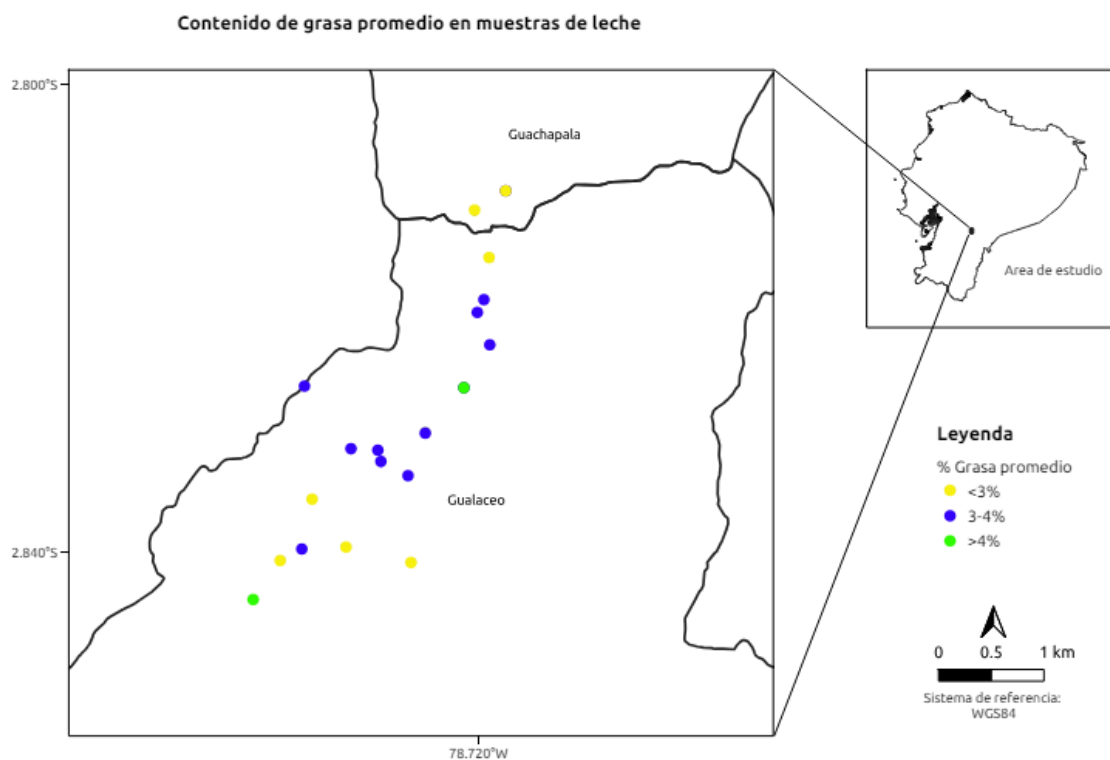 Contenido de grasa promedio en muestras de leche
2.800°S
Guachapala
Area de estudio
Gualaceo
2.840°S
78.720°W
Leyenda
% Grasa promedio
<3%
3-4%
>4%
0 0.5 1 km
Sistema de referencia:
WGS84